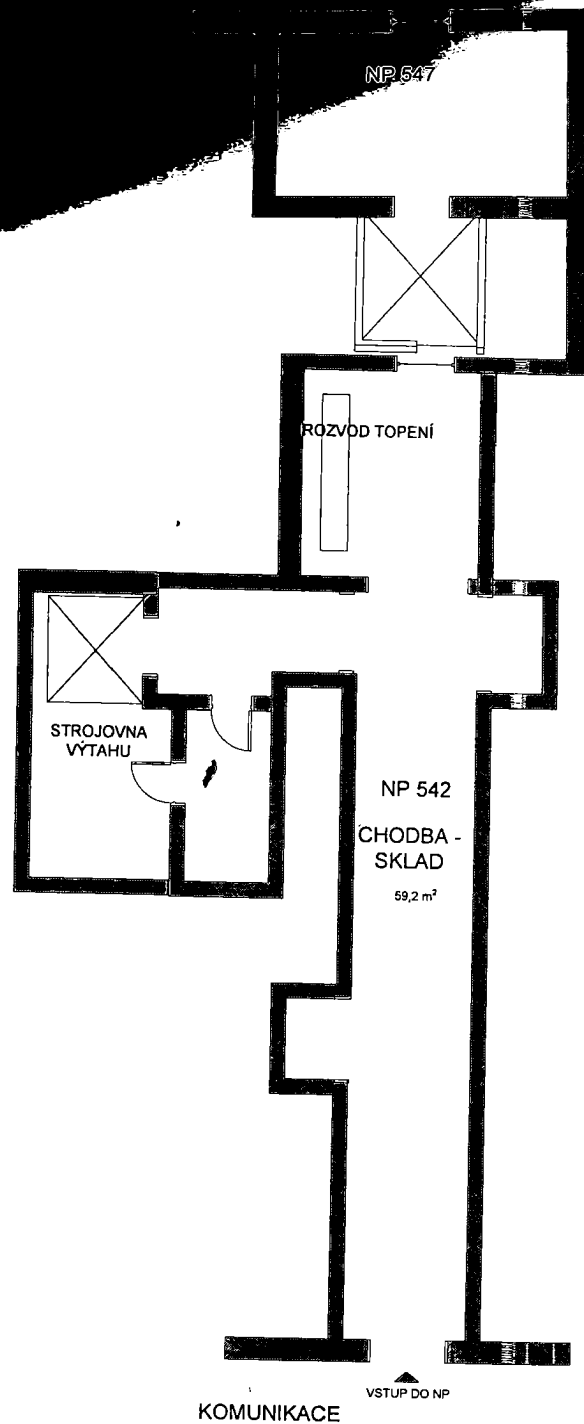 NP 547
ROZVOD TOPENÍ
STROJOVNA
VÝTAHU
NP 542
CHODBA -
SKLAD
59,2 m²
VSTUP DO NP
KOMUNIKACE